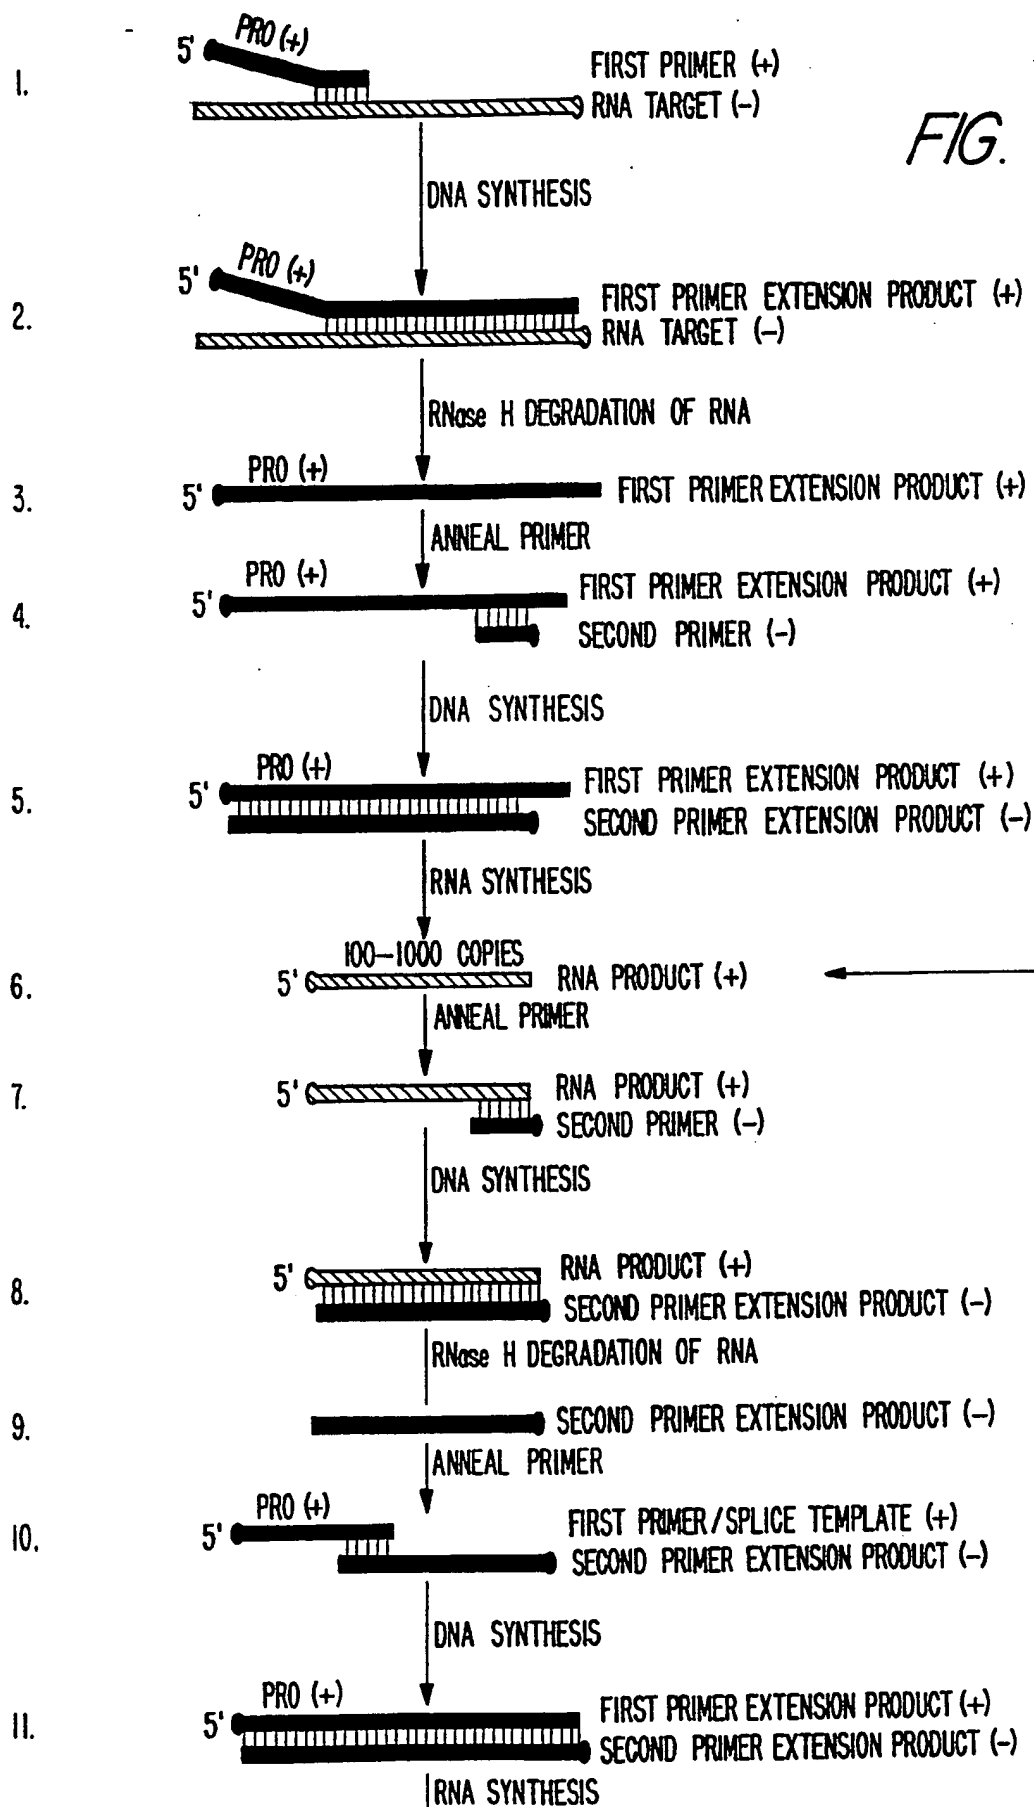 PRO (+)
5'
1.
FIRST PRIMER (+)
RNA TARGET (-)
FIG.
DNA SYNTHESIS
PRO (+)
5'
2.
FIRST PRIMER EXTENSION PRODUCT (+)
RNA TARGET (-)
RNase H DEGRADATION OF RNA
PRO (+)
3.
5'
FIRST PRIMER EXTENSION PRODUCT (+)
ANNEAL PRIMER
PRO (+)
4.
5'
FIRST PRIMER EXTENSION PRODUCT (+)
SECOND PRIMER (-)
DNA SYNTHESIS
PRO (+)
5.
5'
FIRST PRIMER EXTENSION PRODUCT (+)
SECOND PRIMER EXTENSION PRODUCT (-)
RNA SYNTHESIS
100-1000 COPIES
6.
5'
RNA PRODUCT (+)
ANNEAL PRIMER
7.
5'
RNA PRODUCT (+)
SECOND PRIMER (-)
DNA SYNTHESIS
8.
5'
RNA PRODUCT (+)
SECOND PRIMER EXTENSION PRODUCT (-)
RNase H DEGRADATION OF RNA
9.
SECOND PRIMER EXTENSION PRODUCT (-)
ANNEAL PRIMER
PRO (+)
10.
5'
FIRST PRIMER/SPLICE TEMPLATE (+)
SECOND PRIMER EXTENSION PRODUCT (-)
DNA SYNTHESIS
PRO (+)
11.
5'
FIRST PRIMER EXTENSION PRODUCT (+)
SECOND PRIMER EXTENSION PRODUCT (-)
RNA SYNTHESIS